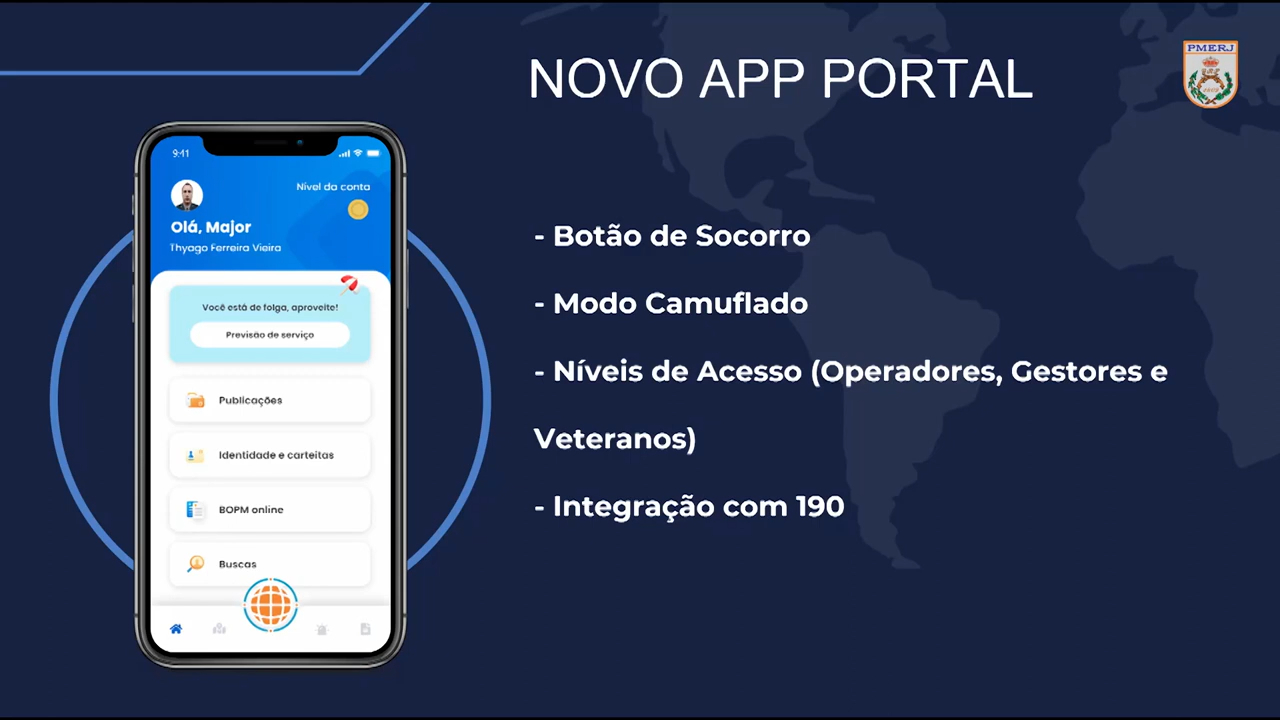 NOVO APP PORTAL
PMERJ
9:41
Nível da conta
Olá, Major
Thyago Ferreira Vieira
Você está de folga, aproveite!
Previsão de serviço
Publicações
Identidade e carteitas
BOPM online
Buscas
- Botão de Socorro
- Modo Camuflado
- Níveis de Acesso (Operadores, Gestores e
Veteranos)
- Integração com 190